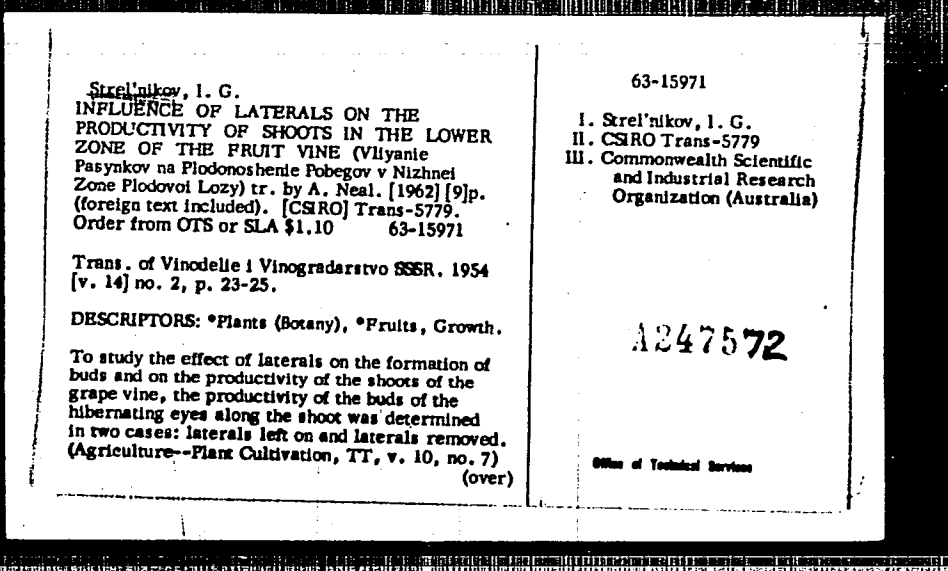 Strel'nikov, I. G.
INFLUENCE OF LATERALS ON THE
PRODUCTIVITY OF SHOOTS IN THE LOWER
ZONE OF THE FRUIT VINE (Vliyanie
Pasynkov na Plodonoshenie Pobegov v Nizhnei
Zone Plodovoi Lozy) tr. by A. Neal. [1962] [9]p.
(foreign text included). [CSIRO] Trans-5779.
Order from OTS or SLA $1.10 63-15971
Trans. of Vinodelie i Vinogradarstvo SSSR. 1954
[v. 14] no. 2, p. 23-25.
DESCRIPTORS: *Plants (Botany), *Fruits, Growth.
To study the effect of laterals on the formation of
buds and on the productivity of the shoots of the
grape vine, the productivity of the buds of the
hibernating eyes along the shoot was determined
in two cases: laterals left on and laterals removed.
(Agriculture--Plant Cultivation, TT, v. 10, no. 7)
(over)
63-15971
I. Strel'nikov, I. G.
II. CSIRO Trans-5779
III. Commonwealth Scientific
and Industrial Research
Organization (Australia)
A247572
Office of Technical Services